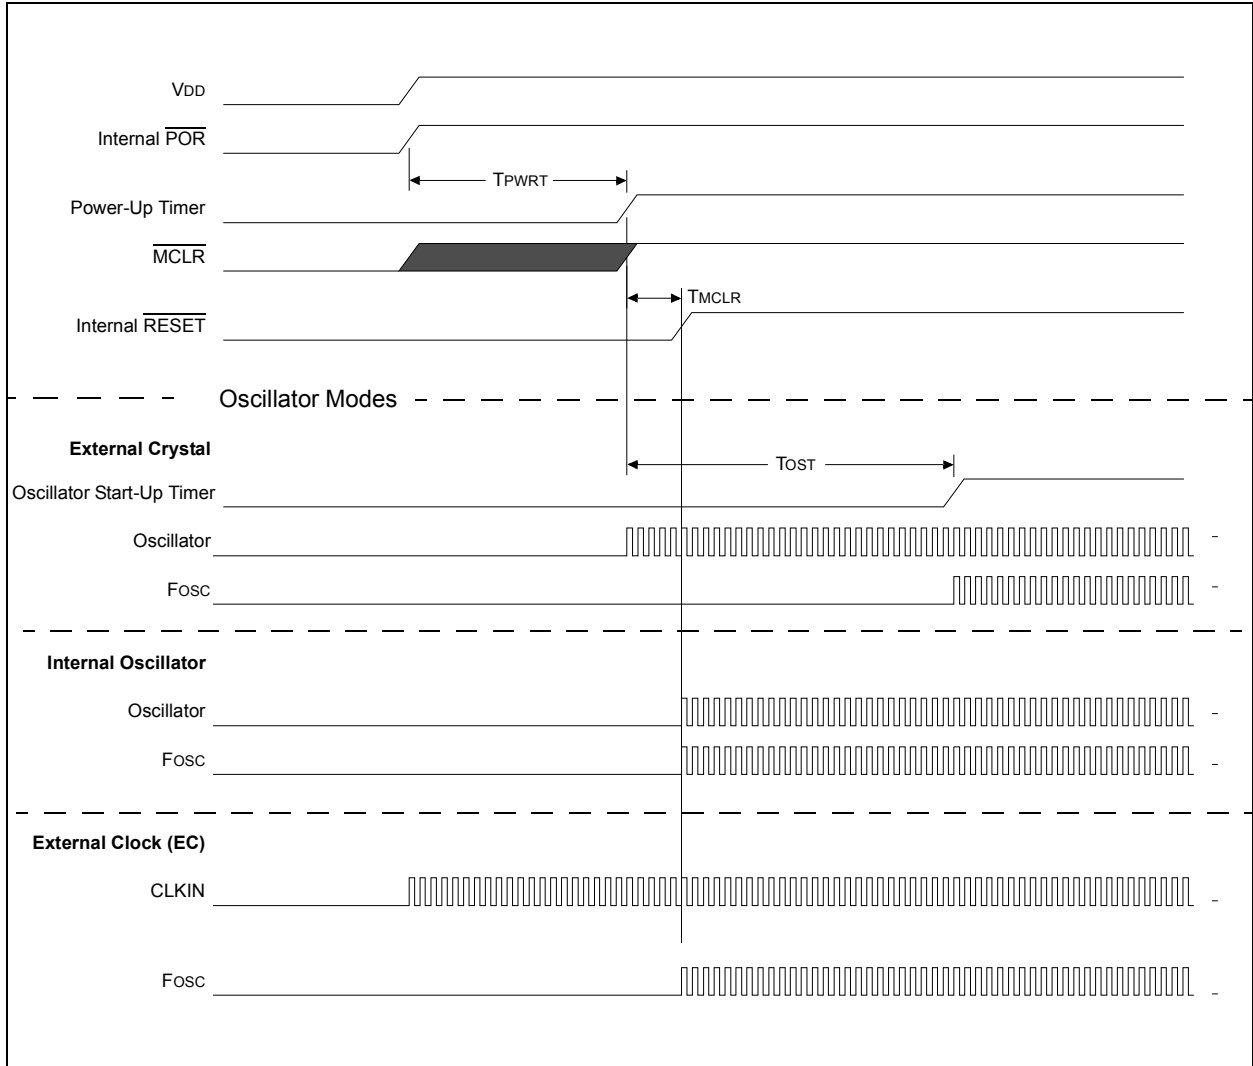 VDD
Internal POR
TPWRT
Power-Up Timer
MCLR
TMCLR
Internal RESET
Oscillator Modes
External Crystal
TOST
Oscillator Start-Up Timer
Oscillator
FOSC
Internal Oscillator
Oscillator
FOSC
External Clock (EC)
CLKIN
FOSC